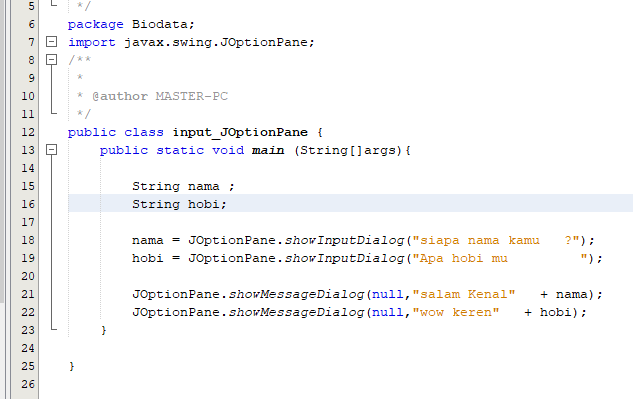 5 */
6 package Biodata;
7 import javax.swing.JOptionPane;
8 /**
9 *
10 * @author MASTER-PC
11 */
12 public class input_JOptionPane {
13 public static void main (String[]args){
14
15 String nama ;
16 String hobi;
17
18 nama = JOptionPane.showInputDialog("siapa nama kamu   ?");
19 hobi = JOptionPane.showInputDialog("Apa hobi mu         ");
20
21 JOptionPane.showMessageDialog(null,"salam Kenal"   + nama);
22 JOptionPane.showMessageDialog(null,"wow keren"   + hobi);
23 }
24
25 }
26